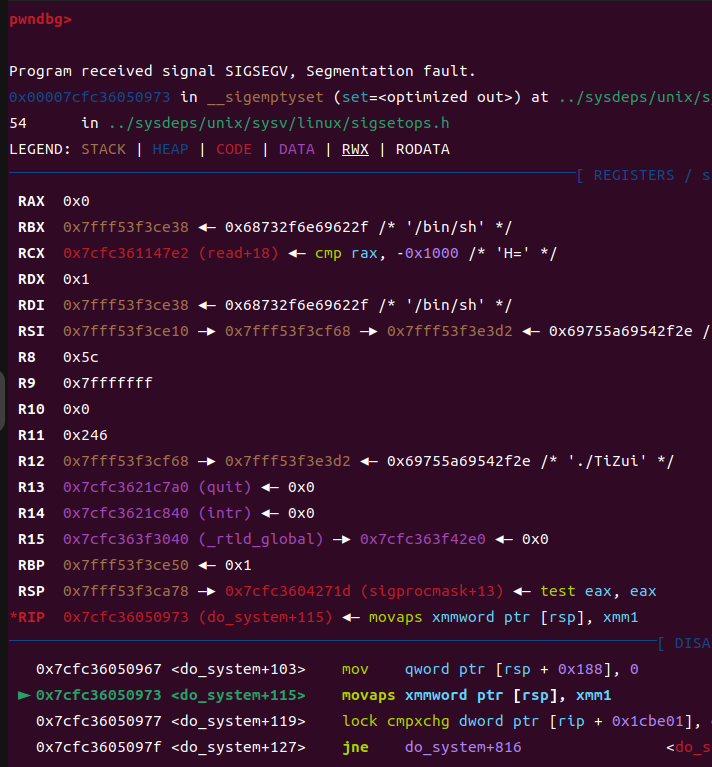 pwndbg>
Program received signal SIGSEGV, Segmentation fault.
0x00007cfc36050973 in __sigemptyset (set=<optimized out>) at ../sysdeps/unix/s
54      in ../sysdeps/unix/sysv/linux/sigsetops.h
LEGEND: STACK | HEAP | CODE | DATA | RWX | RODATA
[ REGISTERS / s
RAX  0x0
RBX  0x7fff53f3ce38 ◂— 0x68732f6e69622f /* '/bin/sh' */
RCX  0x7cfc361147e2 (read+18) ◂— cmp rax, -0x1000 /* 'H=' */
RDX  0x1
RDI  0x7fff53f3ce38 ◂— 0x68732f6e69622f /* '/bin/sh' */
RSI  0x7fff53f3ce10 —▸ 0x7fff53f3cf68 —▸ 0x7fff53f3e3d2 ◂— 0x69755a69542f2e /
R8   0x5c
R9   0x7fffffff
R10  0x0
R11  0x246
R12  0x7fff53f3cf68 —▸ 0x7fff53f3e3d2 ◂— 0x69755a69542f2e /* './TiZui' */
R13  0x7cfc3621c7a0 (quit) ◂— 0x0
R14  0x7cfc3621c840 (intr) ◂— 0x0
R15  0x7cfc363f3040 (_rtld_global) —▸ 0x7cfc363f42e0 ◂— 0x0
RBP  0x7fff53f3ce50 ◂— 0x1
RSP  0x7fff53f3ca78 —▸ 0x7cfc3604271d (sigprocmask+13) ◂— test eax, eax
*RIP  0x7cfc36050973 (do_system+115) ◂— movaps xmmword ptr [rsp], xmm1
[ DISA
0x7cfc36050967 <do_system+103>    mov    qword ptr [rsp + 0x188], 0
► 0x7cfc36050973 <do_system+115>    movaps xmmword ptr [rsp], xmm1
0x7cfc36050977 <do_system+119>    lock cmpxchg dword ptr [rip + 0x1cbe01],
0x7cfc3605097f <do_system+127>    jne    do_system+816                <do_s